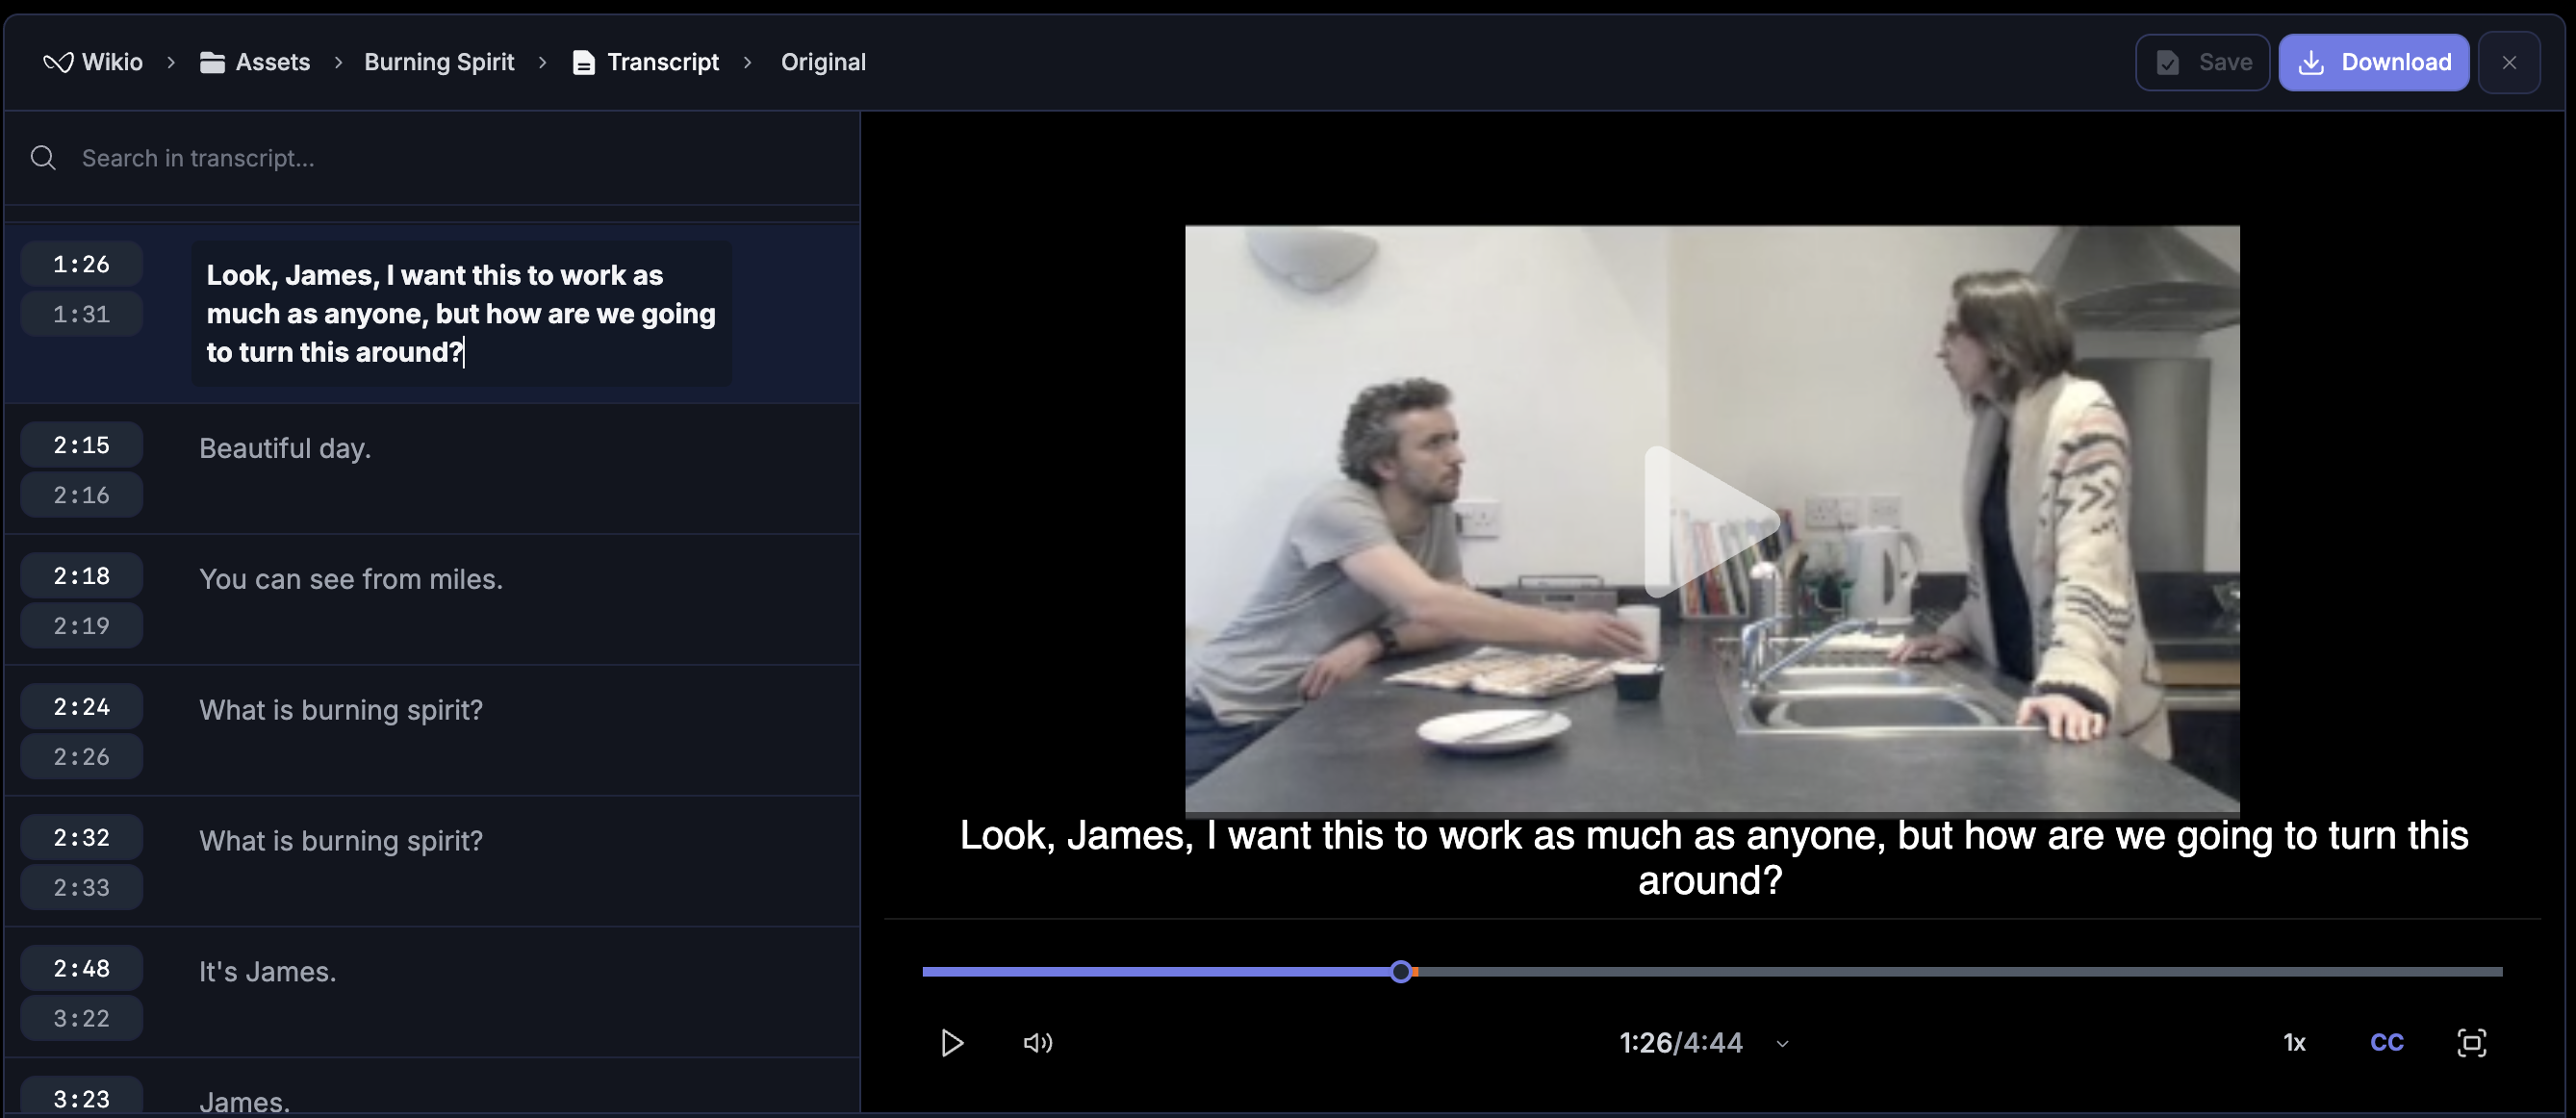 Wikio > Assets > Burning Spirit > Transcript > Original
Save
Download
Search in transcript...
1:26
1:31
Look, James, I want this to work as
much as anyone, but how are we going
to turn this around?
2:15
2:16
Beautiful day.
2:18
2:19
You can see from miles.
2:24
2:26
What is burning spirit?
2:32
2:33
What is burning spirit?
2:48
3:22
It's James.
3:23
James.
Look, James, I want this to work as much as anyone, but how are we going to turn this
around?
1:26/4:44
1x
CC